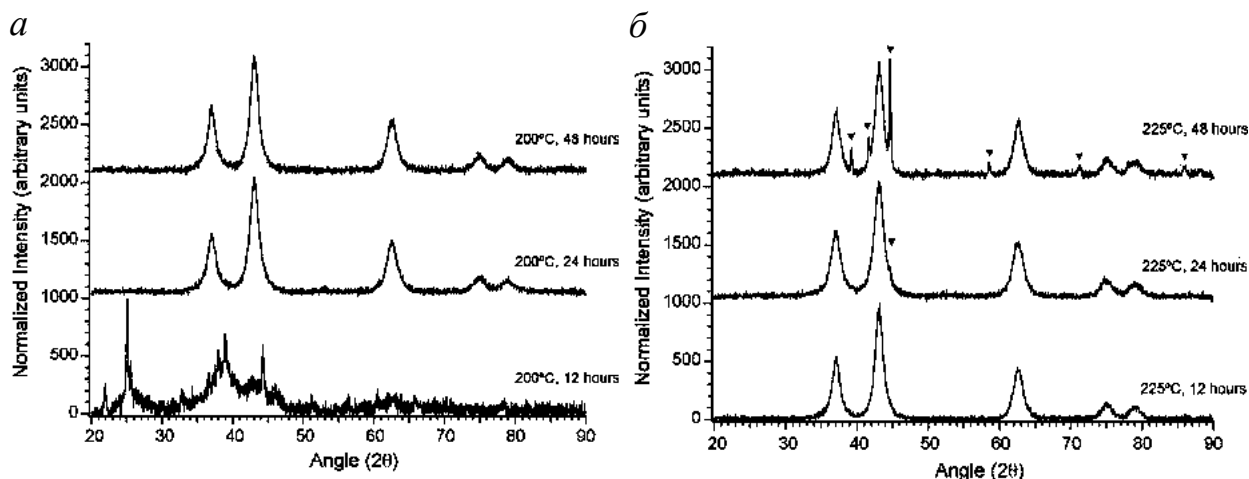 а
Normalized Intensity (arbitrary units)
3000
2500
2000
1500
1000
500
0
200ºC, 48 hours
200ºC, 24 hours
200ºC, 12 hours
20 30 40 50 60 70 80 90
Angle (2θ)
б
Normalized Intensity (arbitrary units)
3000
2500
2000
1500
1000
500
0
225ºC, 48 hours
225ºC, 24 hours
225ºC, 12 hours
20 30 40 50 60 70 80 90
Angle (2θ)